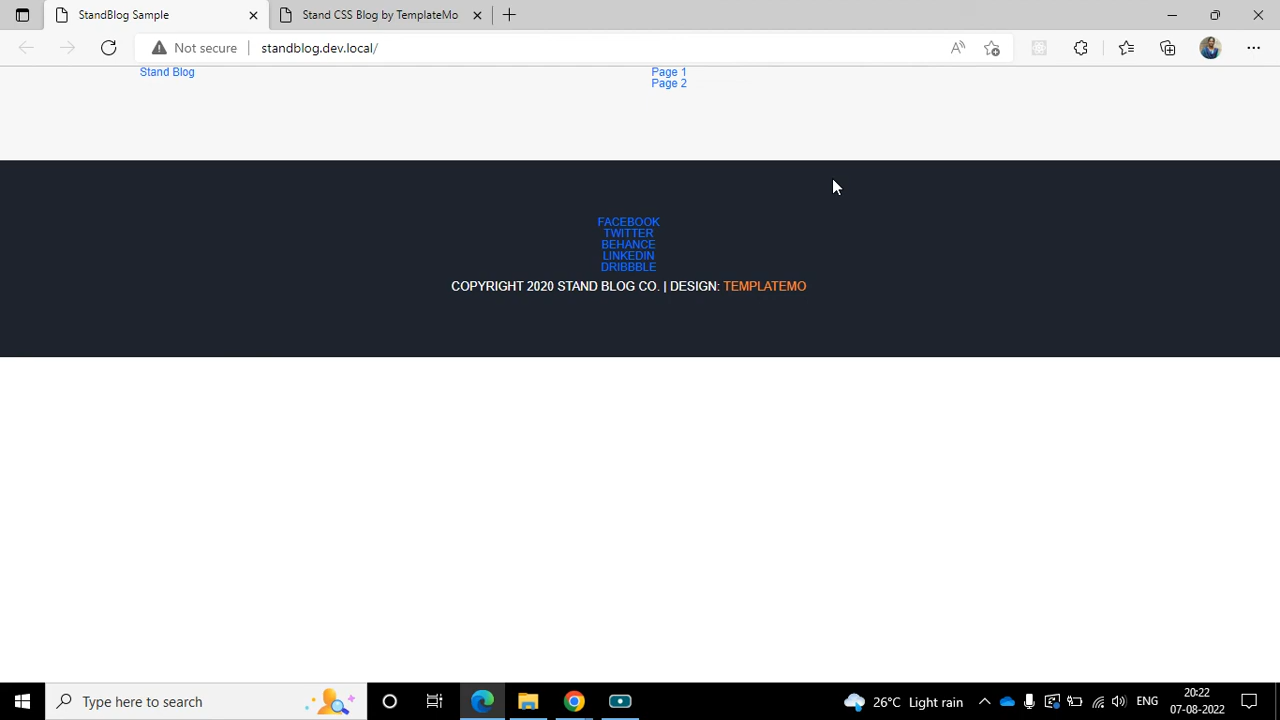 StandBlog Sample
Stand CSS Blog by TemplateMo
Not secure
standblog.dev.local/
Stand Blog
Page 1
Page 2
FACEBOOK
TWITTER
BEHANCE
LINKEDIN
DRIBBBLE
COPYRIGHT 2020 STAND BLOG CO. | DESIGN: TEMPLATEMO
Type here to search
26°C Light rain
ENG
20:22
07-08-2022